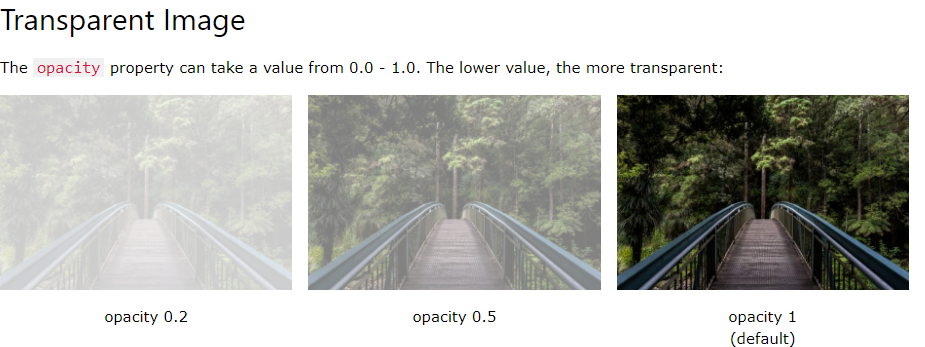 Transparent Image
The opacity property can take a value from 0.0 - 1.0. The lower value, the more transparent:
opacity 0.2
opacity 0.5
opacity 1
(default)